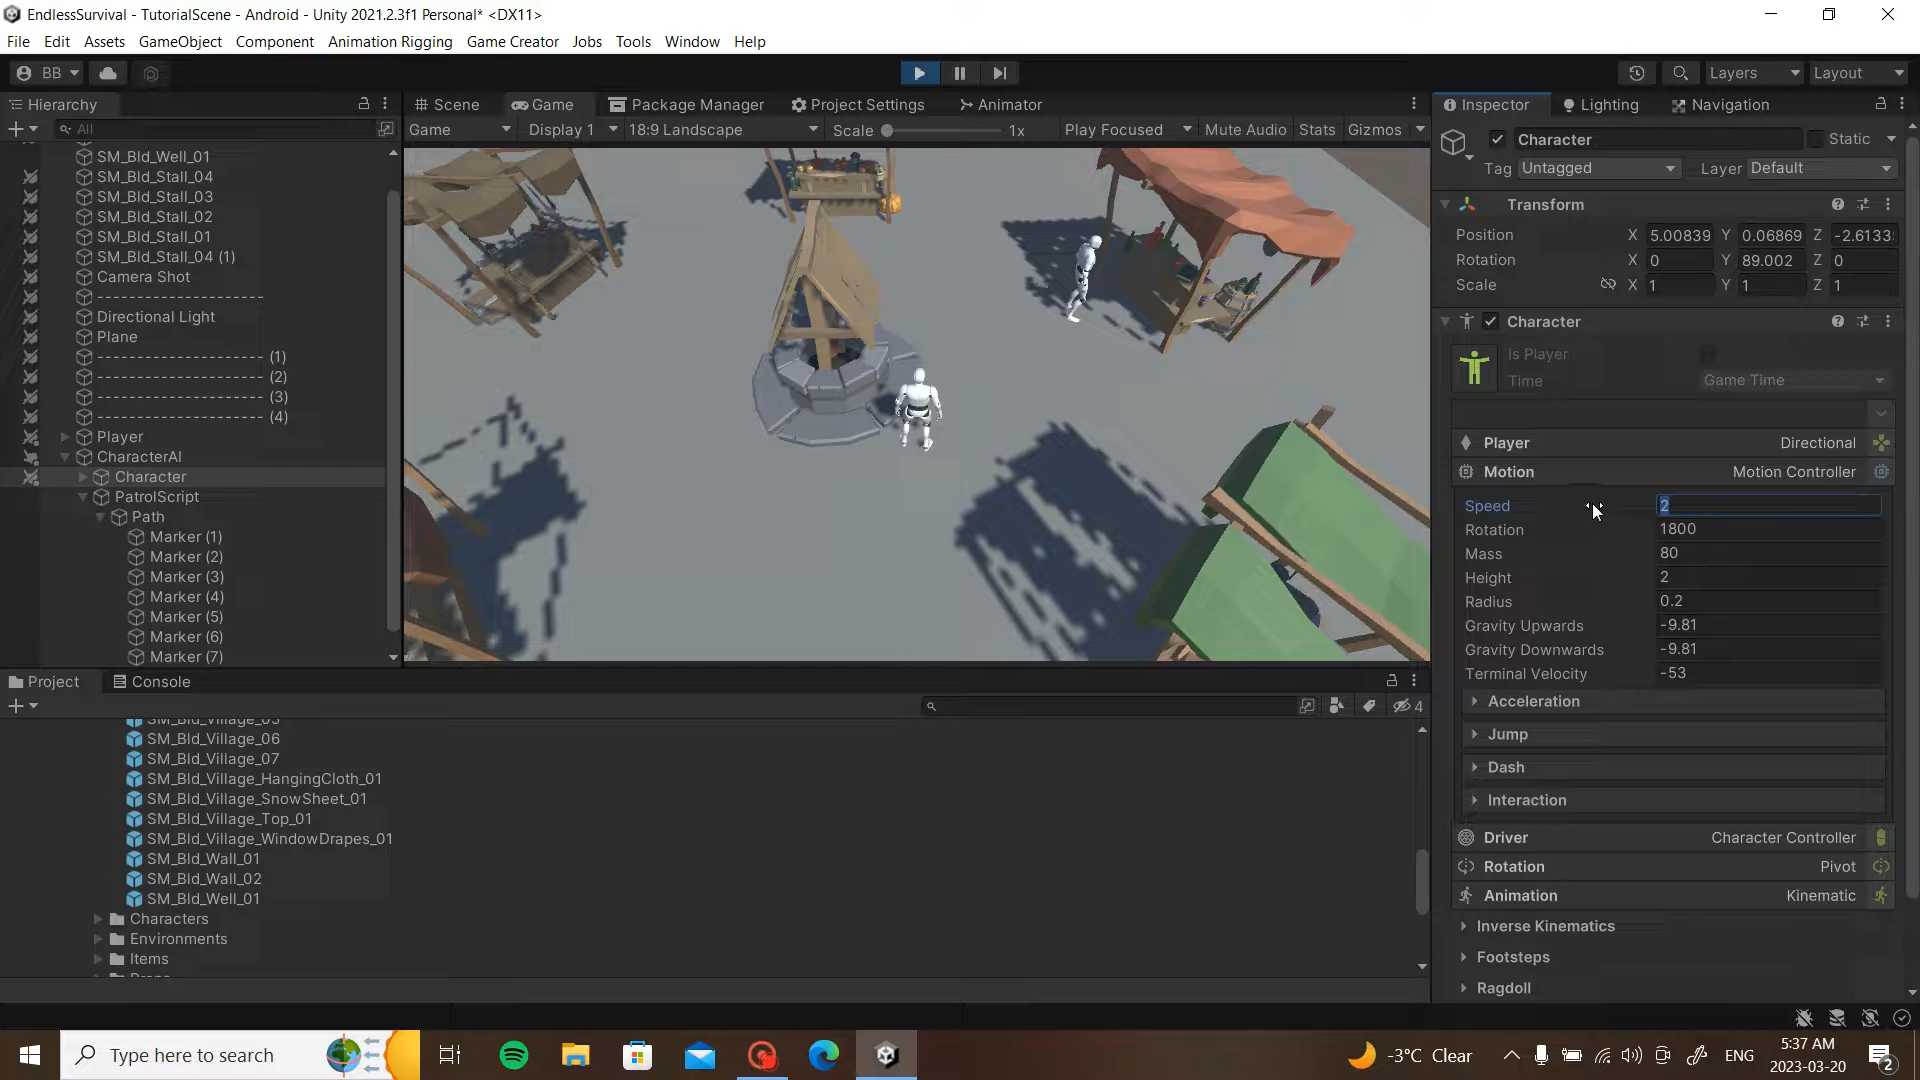 EndlessSurvival - TutorialScene - Android - Unity 2021.2.3f1 Personal* <DX11>
File Edit Assets GameObject Component Animation Rigging Game Creator Jobs Tools Window Help
BB Layers Layout
Hierarchy
All
SM_Bld_Well_01
SM_Bld_Stall_04
SM_Bld_Stall_03
SM_Bld_Stall_02
SM_Bld_Stall_01
SM_Bld_Stall_04 (1)
Camera Shot
-----------------------
Directional Light
Plane
----------------------- (1)
----------------------- (2)
----------------------- (3)
----------------------- (4)
Player
CharacterAI
Character
PatrolScript
Path
Marker (1)
Marker (2)
Marker (3)
Marker (4)
Marker (5)
Marker (6)
Marker (7)
Scene Game Package Manager Project Settings Animator
Game Display 1 18:9 Landscape Scale 1x Play Focused Mute Audio Stats Gizmos
Inspector Lighting Navigation
Character Static
Tag Untagged Layer Default
Transform
Position X 5.00839 Y 0.06869 Z -2.6133
Rotation X 0 Y 89.002 Z 0
Scale X 1 Y 1 Z 1
Character
Is Player
Time Game Time
Player Directional
Motion Motion Controller
Speed 2
Rotation 1800
Mass 80
Height 2
Radius 0.2
Gravity Upwards -9.81
Gravity Downwards -9.81
Terminal Velocity -53
Acceleration
Jump
Dash
Interaction
Driver Character Controller
Rotation Pivot
Animation Kinematic
Inverse Kinematics
Footsteps
Ragdoll
Project Console
4
SM_Bld_Village_05
SM_Bld_Village_06
SM_Bld_Village_07
SM_Bld_Village_HangingCloth_01
SM_Bld_Village_SnowSheet_01
SM_Bld_Village_Top_01
SM_Bld_Village_WindowDrapes_01
SM_Bld_Wall_01
SM_Bld_Wall_02
SM_Bld_Well_01
Characters
Environments
Items
Props
Type here to search
-3°C Clear
ENG
5:37 AM
2023-03-20
2